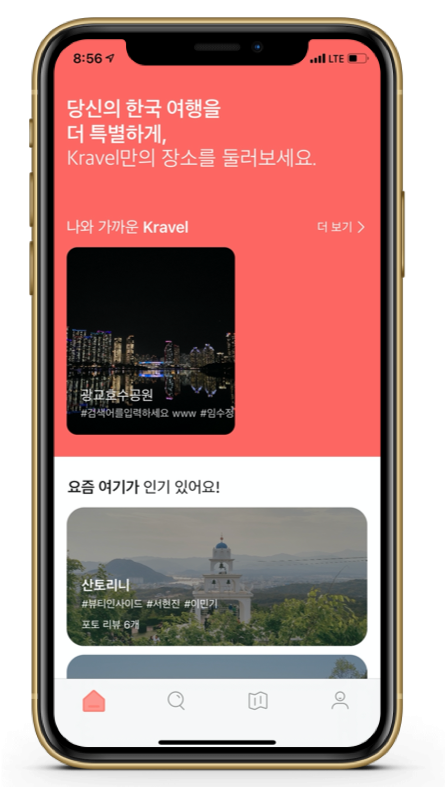 8:56
LTE
당신의 한국 여행을
더 특별하게,
Kravel만의 장소를 둘러보세요.
나와 가까운 Kravel
더 보기
광교호수공원
#검색어를입력하세요 www #임수정
요즘 여기가 인기 있어요!
산토리니
#뷰티인사이드 #서현진 #이민기
포토 리뷰 6개